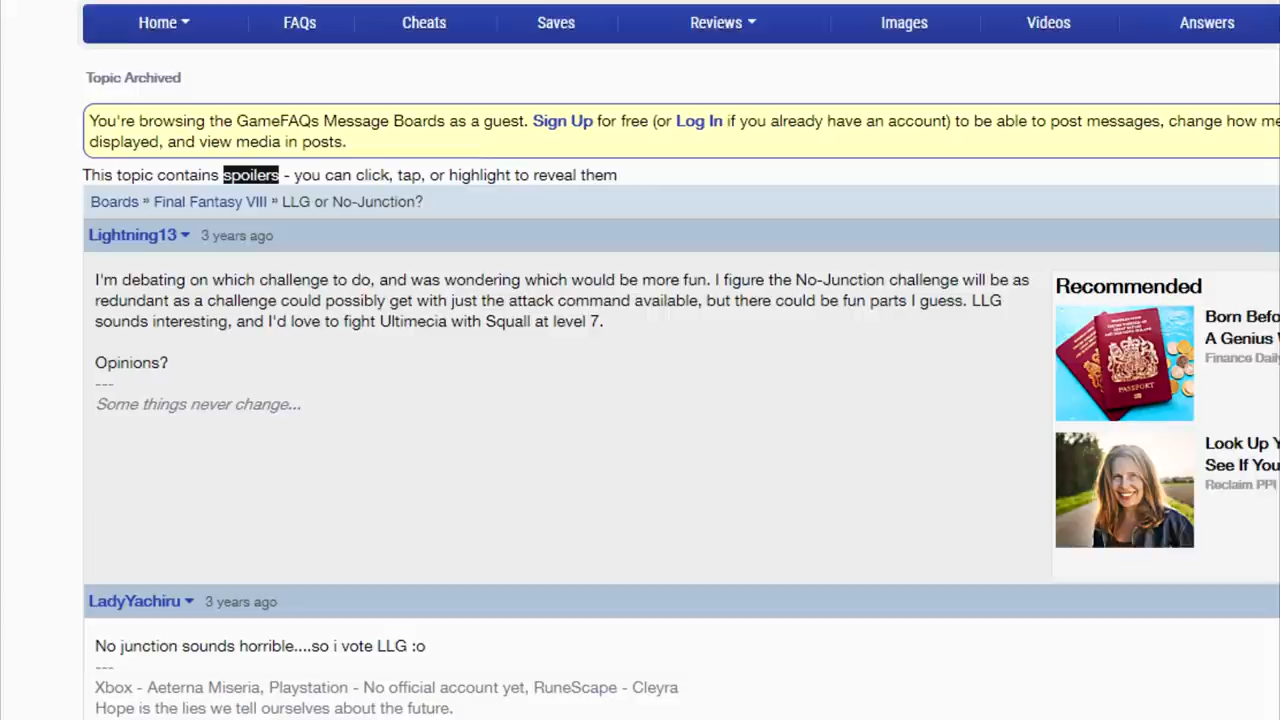 Home FAQs Cheats Saves Reviews Images Videos Answers
Topic Archived
You're browsing the GameFAQs Message Boards as a guest. Sign Up for free (or Log In if you already have an account) to be able to post messages, change how
displayed, and view media in posts.
This topic contains spoilers - you can click, tap, or highlight to reveal them
Boards » Final Fantasy VIII » LLG or No-Junction?
Lightning13 3 years ago
I'm debating on which challenge to do, and was wondering which would be more fun. I figure the No-Junction challenge will be as
redundant as a challenge could possibly get with just the attack command available, but there could be fun parts I guess. LLG
sounds interesting, and I'd love to fight Ultimecia with Squall at level 7.
Opinions?
---
Some things never change...
Recommended
Born
A Genius
Finance
PASSPORT
Look Up
See If
Reclaim PPI
LadyYachiru 3 years ago
No junction sounds horrible....so i vote LLG :o
---
Xbox - Aeterna Miseria, Playstation - No official account yet, RuneScape - Cleyra
Hope is the lies we tell ourselves about the future.